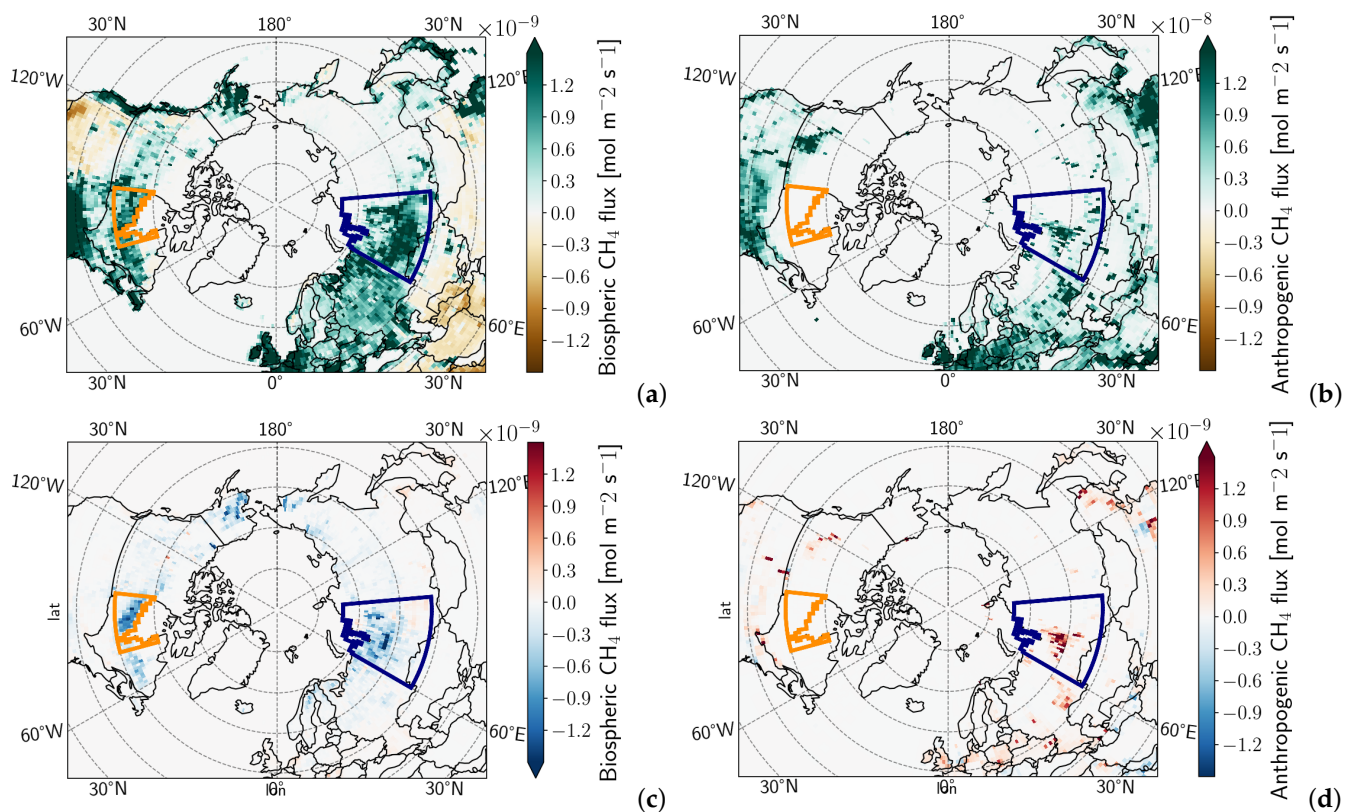 30°N 180° 30°N ×10⁻⁹
120°W 120°E
60°W 60°E
30°N 0° 30°N
1.2
0.9
0.6
0.3
0.0
−0.3
−0.6
−0.9
−1.2
Biospheric CH₄ flux [mol m−2 s⁻¹]
(a)
30°N 180° 30°N ×10⁻⁸
120°W 120°E
60°W 60°E
30°N 0° 30°N
1.2
0.9
0.6
0.3
0.0
−0.3
−0.6
−0.9
−1.2
Anthropogenic CH₄ flux [mol m−2 s⁻¹]
(b)
30°N 180° 30°N ×10⁻⁹
120°W 120°E
lat
60°W 60°E
30°N 30°N
1.2
0.9
0.6
0.3
0.0
−0.3
−0.6
−0.9
−1.2
Biospheric CH₄ flux [mol m−2 s⁻¹]
(c)
30°N 180° 30°N ×10⁻⁹
120°W 120°E
lat
60°W 60°E
30°N 30°N
1.2
0.9
0.6
0.3
0.0
−0.3
−0.6
−0.9
−1.2
Anthropogenic CH₄ flux [mol m−2 s⁻¹]
(d)